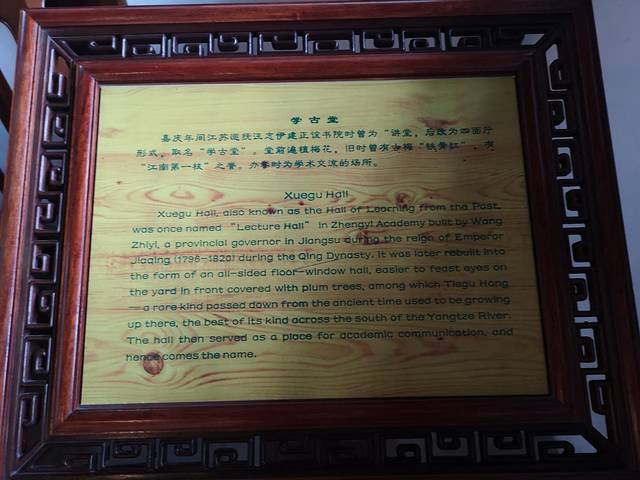 学古堂
嘉庆年间江苏巡抚汪志伊建正谊书院时曾为“讲堂，后改为四面厅
形式，取名“学古堂”。堂前遍植梅花，旧时曾有古梅“铁骨红”，有
“江南第一枝”之誉。办学时为学术交流的场所。
Xuegu Hall
Xuegu Hall, also known as the Hall of Learning from the Past,
was once named “Lecture Hall” in Zhengyi Academy built by Wang
Zhiyi, a provincial governor in Jiangsu during the reign of Emperor
Jiaqing (1796-1820) during the Qing Dynasty. It was later rebuilt into
the form of an all-sided floor-window hall, easier to feast eyes on
the yard in front covered with plum trees, among which Tiegu Hong
— a rare kind passed down from the ancient time used to be growing
up there, the best of its kind across the south of the Yangtze River.
The hall then served as a place for academic communication, and
hence comes the name.